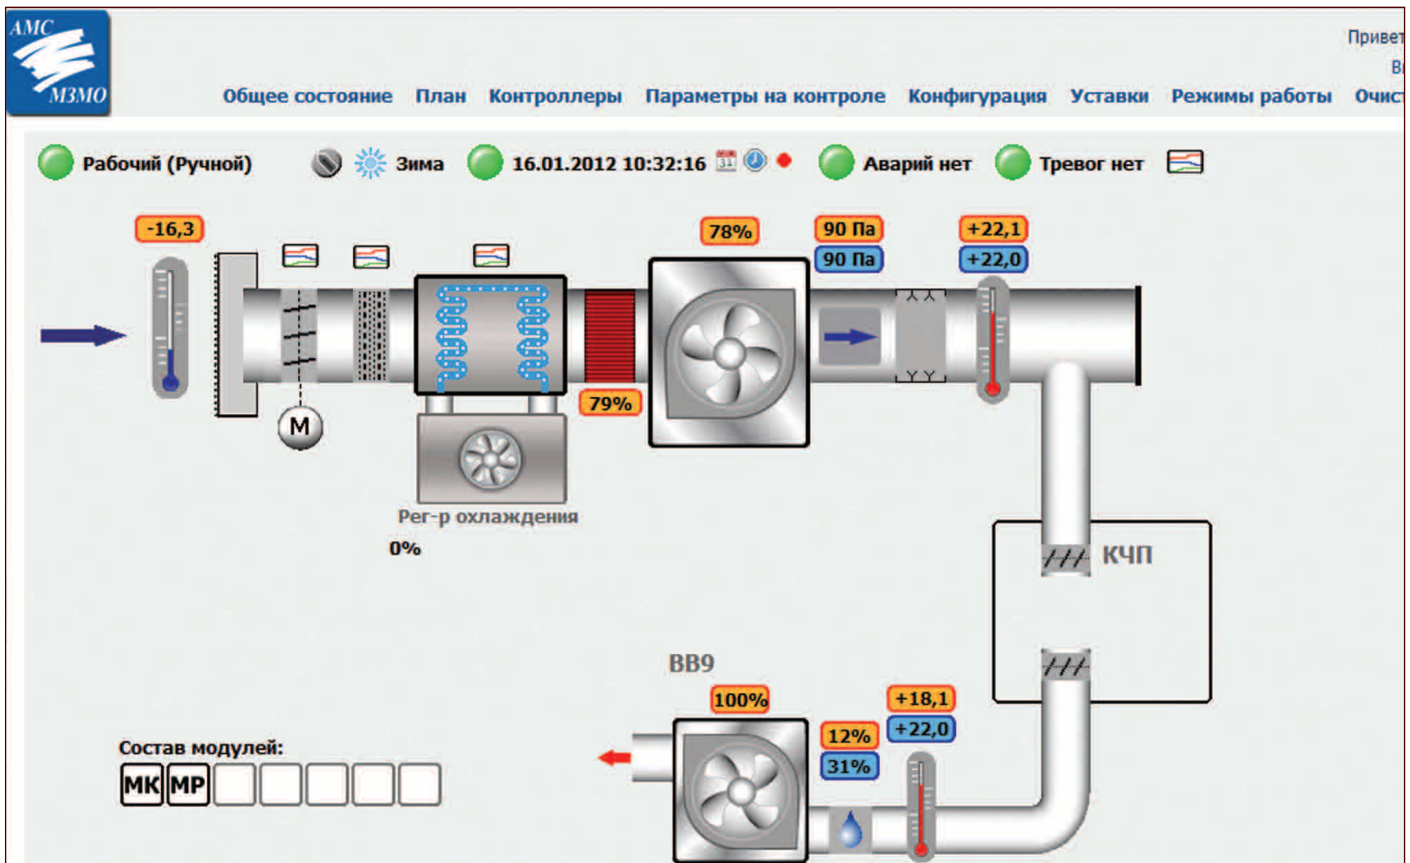 АМС
МЗМО
Привет
Общее состояние План Контроллеры Параметры на контроле Конфигурация Уставки Режимы работы Очист
Рабочий (Ручной) Зима 16.01.2012 10:32:16 31 Аварий нет Тревог нет
-16,3 78% 90 Па +22,1
90 Па +22,0
79%
М
Рег-р охлаждения
0%
КЧП
ВВ9
100% +18,1
12% +22,0
31%
Состав модулей:
МК МР